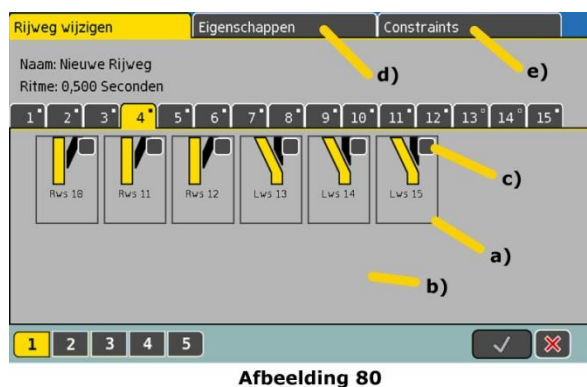 Rijweg wijzigen Eigenschappen Constraints
d) e)
Naam: Nieuwe Rijweg
Ritme: 0,500 Seconden
1 2 3 4 5 6 7 8 9 10 11 12 13 14 15
Rws 10 Rws 11 Rws 12 Lws 13 Lws 14 Lws 15
c)
a)
b)
1 2 3 4 5
Afbeelding 80